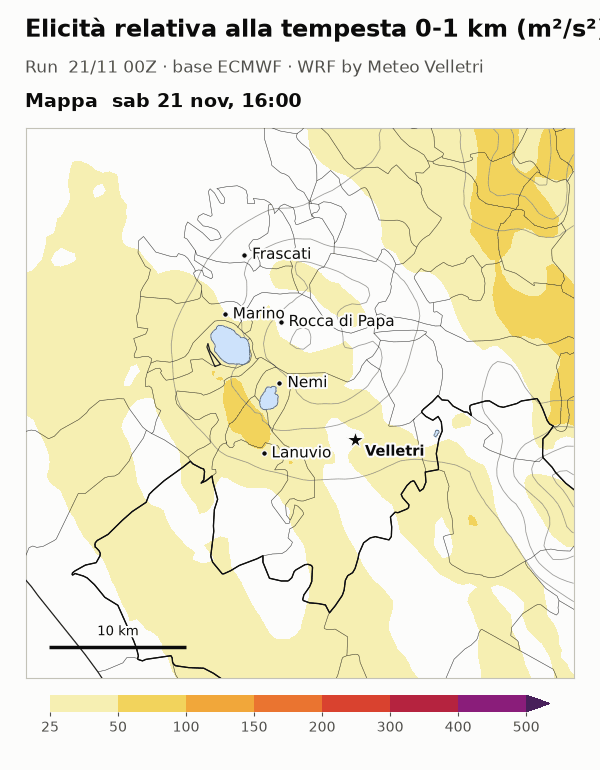 Elicità relativa alla tempesta 0-1 km (m²/s²)
Run  21/11 00Z · base ECMWF · WRF by Meteo Velletri
Mappa  sab 21 nov, 16:00
Frascati
Marino
Rocca di Papa
Nemi
Velletri
Lanuvio
10 km
25 50 100 150 200 300 400 500